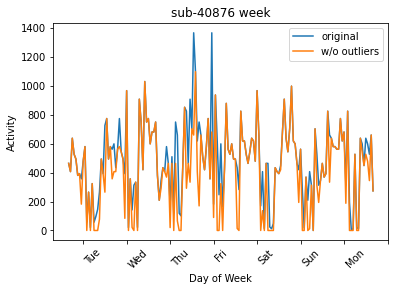 sub-40876 week
original
w/o outliers
1400
1200
1000
800
600
400
200
0
Activity
Tue
Wed
Thu
Fri
Sat
Sun
Mon
Day of Week